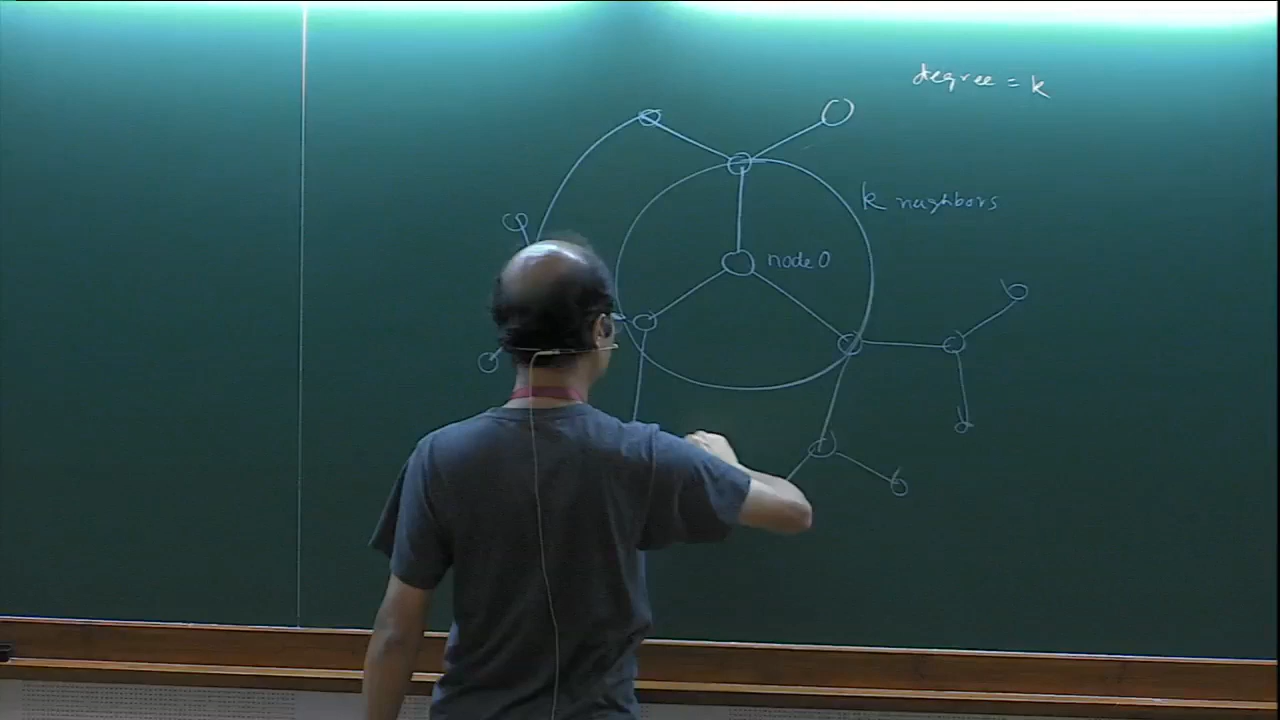 degree = k
k neighbors
node 0